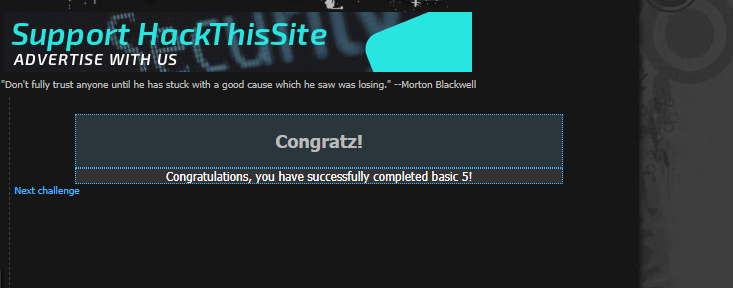 Support HackThisSite
ADVERTISE WITH US
"Don't fully trust anyone until he has stuck with a good cause which he saw was losing." --Morton Blackwell
Congratz!
Congratulations, you have successfully completed basic 5!
Next challenge